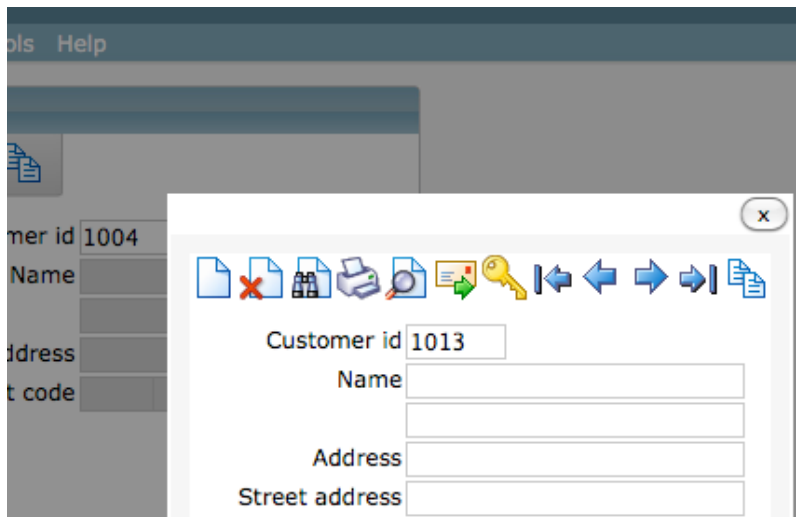 ols Help
mer id 1004
Name
ddress
t code
x
Customer id 1013
Name
Address
Street address